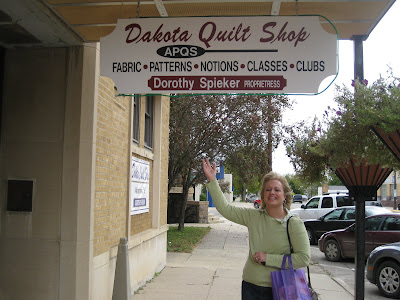 Dakota Quilt Shop
APQS
FABRIC • PATTERNS • NOTIONS • CLASSES • CLUBS
Dorothy Spieker PROPRIETRESS